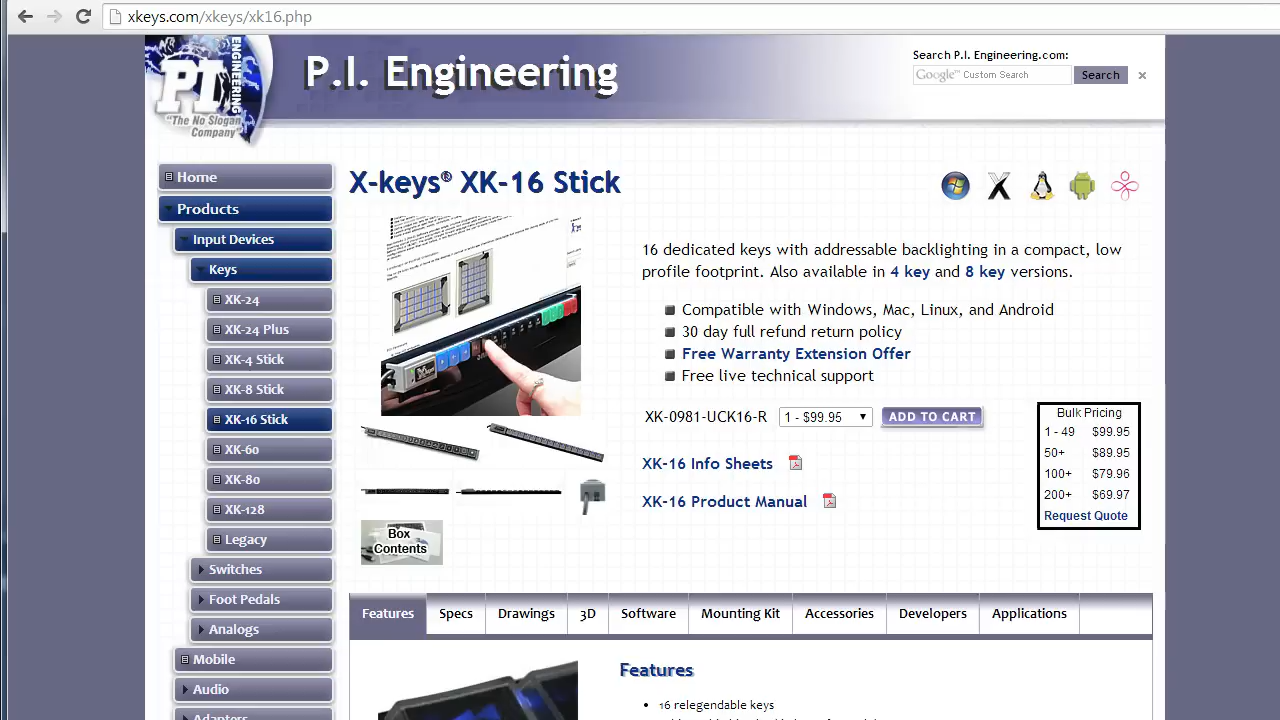 xkeys.com/xkeys/xk16.php
P.I. Engineering
PI
ENGINEERING
"The No Slogan
Company"
Search P.I. Engineering.com:
Google™ Custom Search
Search
×
Home
Products
Input Devices
Keys
XK-24
XK-24 Plus
XK-4 Stick
XK-8 Stick
XK-16 Stick
XK-60
XK-80
XK-128
Legacy
Switches
Foot Pedals
Analogs
Mobile
Audio
Adapters
X-keys® XK-16 Stick
16 dedicated keys with addressable backlighting in a compact, low
profile footprint. Also available in 4 key and 8 key versions.
Compatible with Windows, Mac, Linux, and Android
30 day full refund return policy
Free Warranty Extension Offer
Free live technical support
XK-0981-UCK16-R 1 - $99.95 ADD TO CART
XK-16 Info Sheets
XK-16 Product Manual
Bulk Pricing
1 - 49 $99.95
50+ $89.95
100+ $79.96
200+ $69.97
Request Quote
Box
Contents
Features Specs Drawings 3D Software Mounting Kit Accessories Developers Applications
Features
• 16 relegendable keys